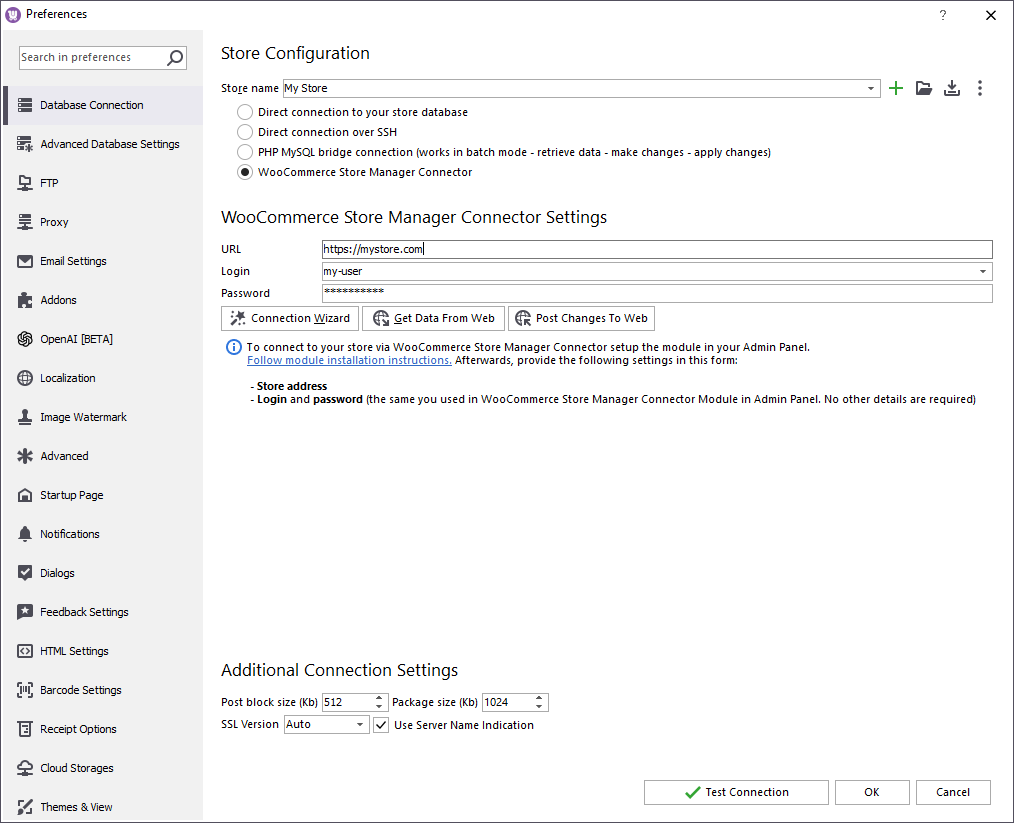 Preferences
?
Search in preferences
Database Connection
Advanced Database Settings
FTP
Proxy
Email Settings
Addons
OpenAI [BETA]
Localization
Image Watermark
Advanced
Startup Page
Notifications
Dialogs
Feedback Settings
HTML Settings
Barcode Settings
Receipt Options
Cloud Storages
Themes & View
Store Configuration
Store name My Store
Direct connection to your store database
Direct connection over SSH
PHP MySQL bridge connection (works in batch mode - retrieve data - make changes - apply changes)
WooCommerce Store Manager Connector
WooCommerce Store Manager Connector Settings
URL https://mystore.com
Login my-user
Password **********
Connection Wizard Get Data From Web Post Changes To Web
To connect to your store via WooCommerce Store Manager Connector setup the module in your Admin Panel.
Follow module installation instructions. Afterwards, provide the following settings in this form:
- Store address
- Login and password (the same you used in WooCommerce Store Manager Connector Module in Admin Panel. No other details are required)
Additional Connection Settings
Post block size (Kb) 512 Package size (Kb) 1024
SSL Version Auto Use Server Name Indication
Test Connection OK Cancel